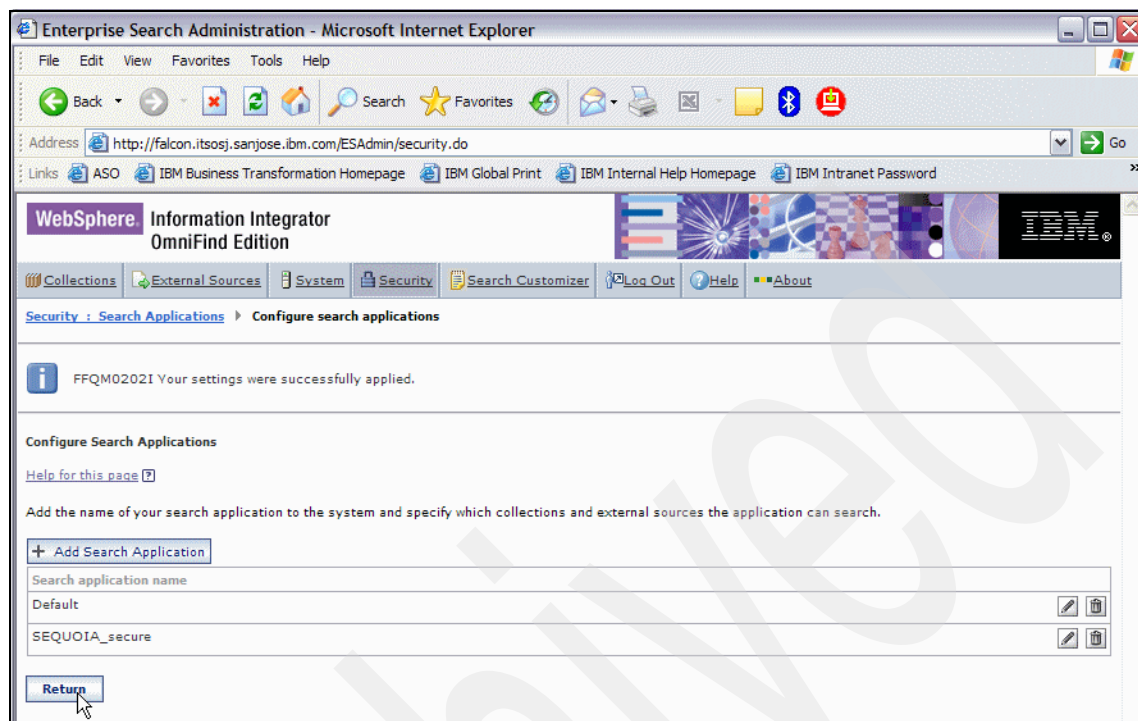 Enterprise Search Administration - Microsoft Internet Explorer
File Edit View Favorites Tools Help
Back Search Favorites
Address http://falcon.itsosj.sanjose.ibm.com/ESAdmin/security.do Go
Links ASO IBM Business Transformation Homepage IBM Global Print IBM Internal Help Homepage IBM Intranet Password »
WebSphere. Information Integrator
OmniFind Edition
IBM®
Collections External Sources System Security Search Customizer Log Out Help About
Security : Search Applications Configure search applications
FFQM0202I Your settings were successfully applied.
Configure Search Applications
Help for this page ?
Add the name of your search application to the system and specify which collections and external sources the application can search.
+ Add Search Application
Search application name
Default
SEQUOIA_secure
Return
hived